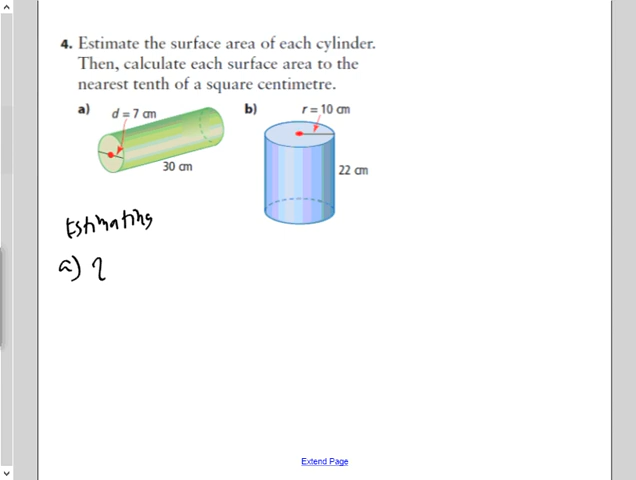 4. Estimate the surface area of each cylinder.
Then, calculate each surface area to the
nearest tenth of a square centimetre.
a) d = 7 cm b) r = 10 cm
30 cm 22 cm
Estimating
a) 2
Extend Page